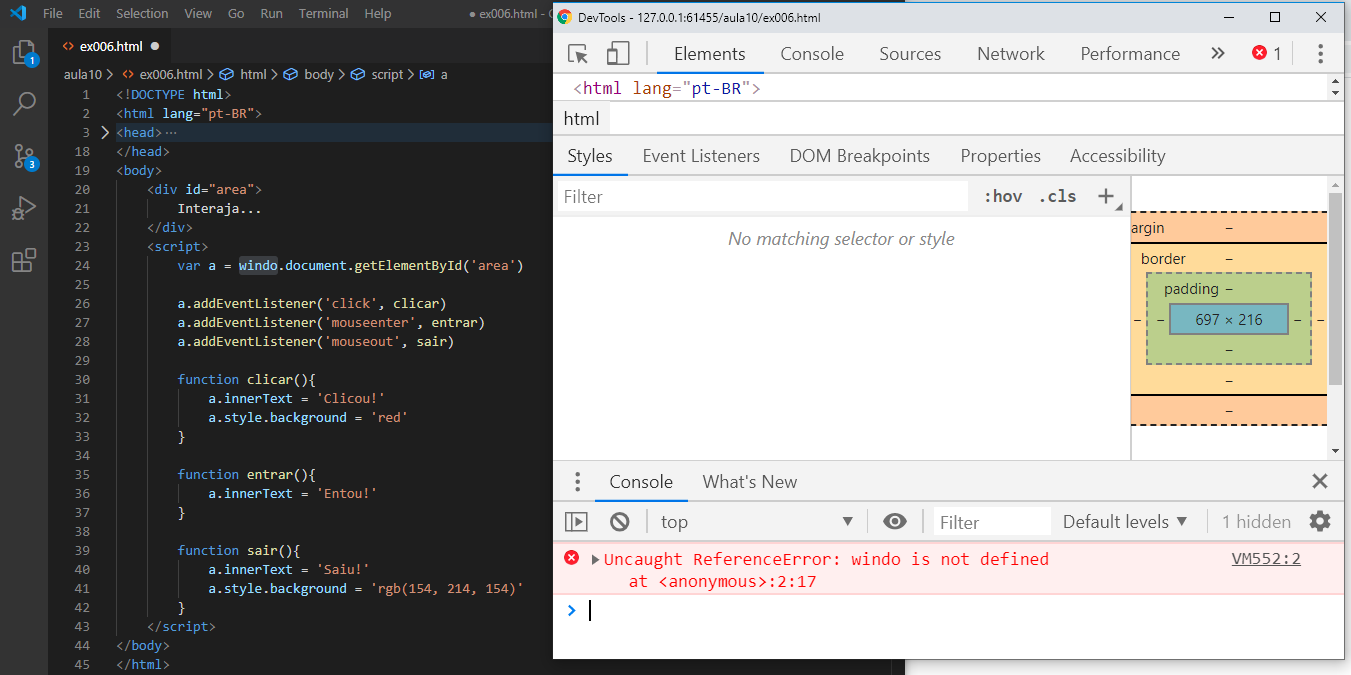 File Edit Selection View Go Run Terminal Help ● ex006.html -
1
ex006.html ●
aula10 > ex006.html > html > body > script > a
3
1 <!DOCTYPE html>
2 <html lang="pt-BR">
3 <head> ···
18 </head>
19 <body>
20 <div id="area">
21 Interaja...
22 </div>
23 <script>
24 var a = windo.document.getElementById('area')
25
26 a.addEventListener('click', clicar)
27 a.addEventListener('mouseenter', entrar)
28 a.addEventListener('mouseout', sair)
29
30 function clicar(){
31 a.innerText = 'Clicou!'
32 a.style.background = 'red'
33 }
34
35 function entrar(){
36 a.innerText = 'Entou!'
37 }
38
39 function sair(){
40 a.innerText = 'Saiu!'
41 a.style.background = 'rgb(154, 214, 154)'
42 }
43 </script>
44 </body>
45 </html>
DevTools - 127.0.0.1:61455/aula10/ex006.html
Elements Console Sources Network Performance » 1
<html lang="pt-BR">
html
Styles Event Listeners DOM Breakpoints Properties Accessibility
Filter :hov .cls +
No matching selector or style
argin –
border –
padding –
– – 697 × 216 – –
–
–
–
Console What's New
top Filter Default levels 1 hidden
Uncaught ReferenceError: windo is not defined VM552:2
at <anonymous>:2:17
>